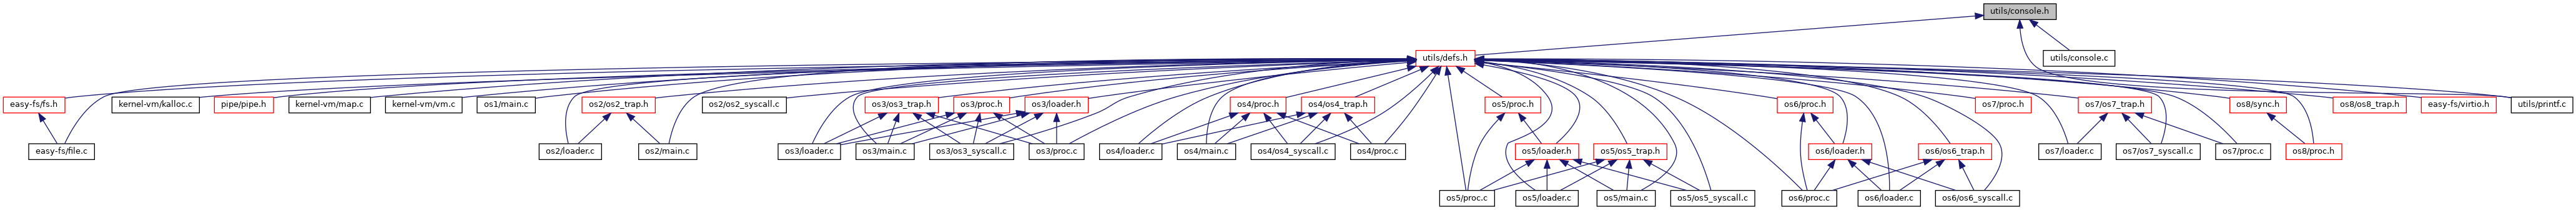 utils/console.h
utils/defs.h
utils/console.c
easy-fs/fs.h
kernel-vm/kalloc.c
pipe/pipe.h
kernel-vm/map.c
kernel-vm/vm.c
os1/main.c
os2/os2_trap.h
os2/os2_syscall.c
os3/os3_trap.h
os3/proc.h
os3/loader.h
os4/proc.h
os4/os4_trap.h
os5/proc.h
os6/proc.h
os7/proc.h
os7/os7_trap.h
os8/sync.h
os8/os8_trap.h
easy-fs/virtio.h
utils/printf.c
easy-fs/file.c
os2/loader.c
os2/main.c
os3/loader.c
os3/main.c
os3/os3_syscall.c
os3/proc.c
os4/loader.c
os4/main.c
os4/os4_syscall.c
os4/proc.c
os5/loader.h
os5/os5_trap.h
os6/loader.h
os6/os6_trap.h
os7/loader.c
os7/os7_syscall.c
os7/proc.c
os8/proc.h
os5/proc.c
os5/loader.c
os5/main.c
os5/os5_syscall.c
os6/proc.c
os6/loader.c
os6/os6_syscall.c